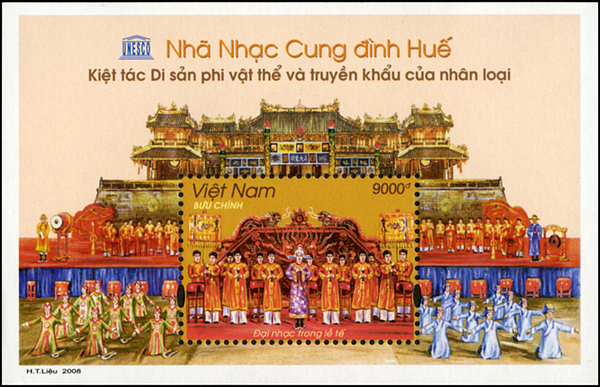 UNESCO
Nhã Nhạc Cung đình Huế
Kiệt tác Di sản phi vật thể và truyền khẩu của nhân loại
Việt Nam
9000đ
BƯU CHÍNH
Đại nhạc trong lễ tế
H.T.Liệu 2008